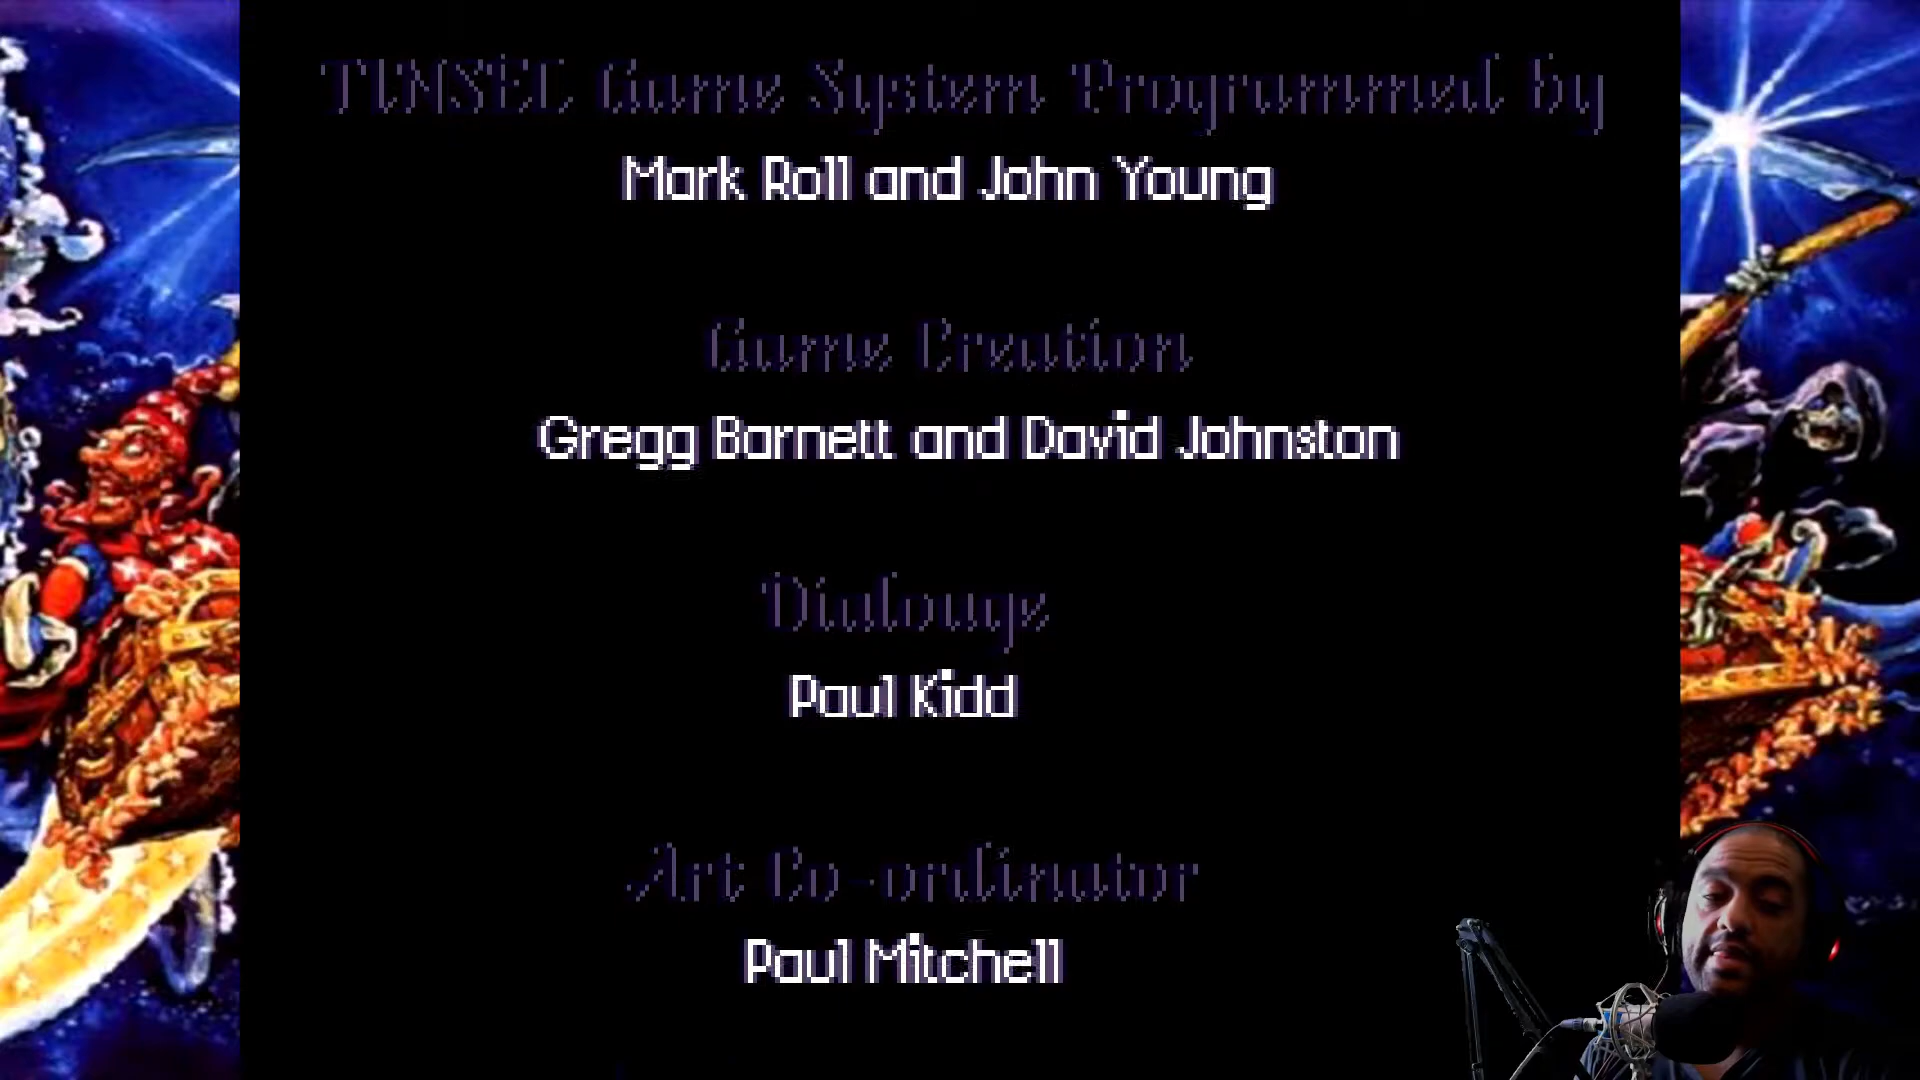 TINSEL Game System Programmed by
Mark Roll and John Young
Game Creation
Gregg Barnett and David Johnston
Dialouge
Paul Kidd
Art Co-ordinator
Paul Mitchell